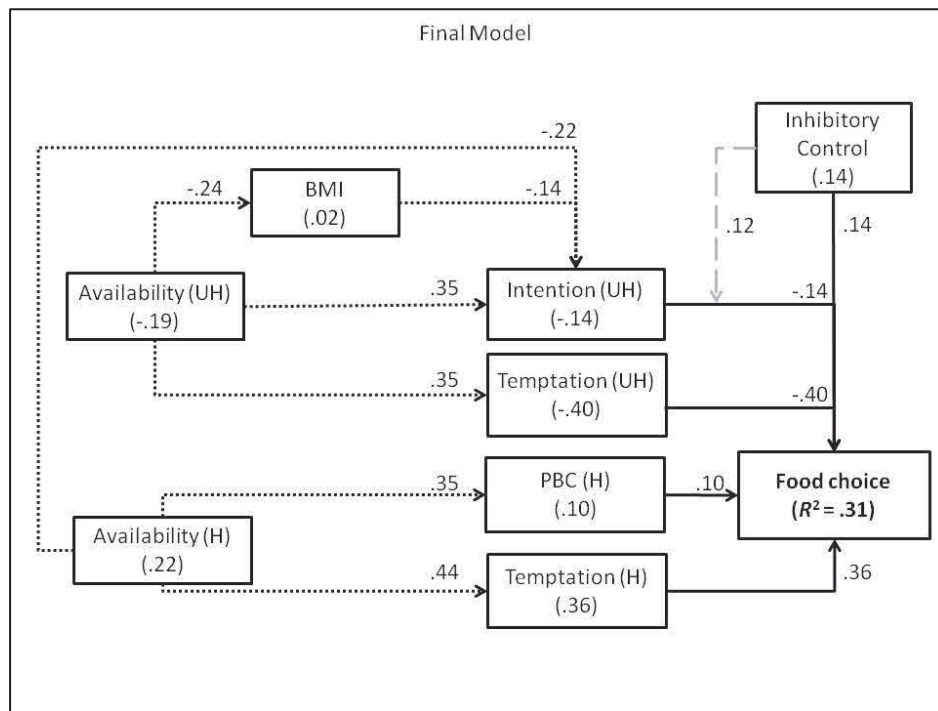 Final Model
-.22
Inhibitory
Control
(.14)
-.24
BMI
(.02)
-.14
.12
.14
Availability (UH)
(-.19)
.35
Intention (UH)
(-.14)
-.14
.35
Temptation (UH)
(-.40)
-.40
.35
PBC (H)
(.10)
.10
Food choice
(R² = .31)
Availability (H)
(.22)
.44
Temptation (H)
(.36)
.36